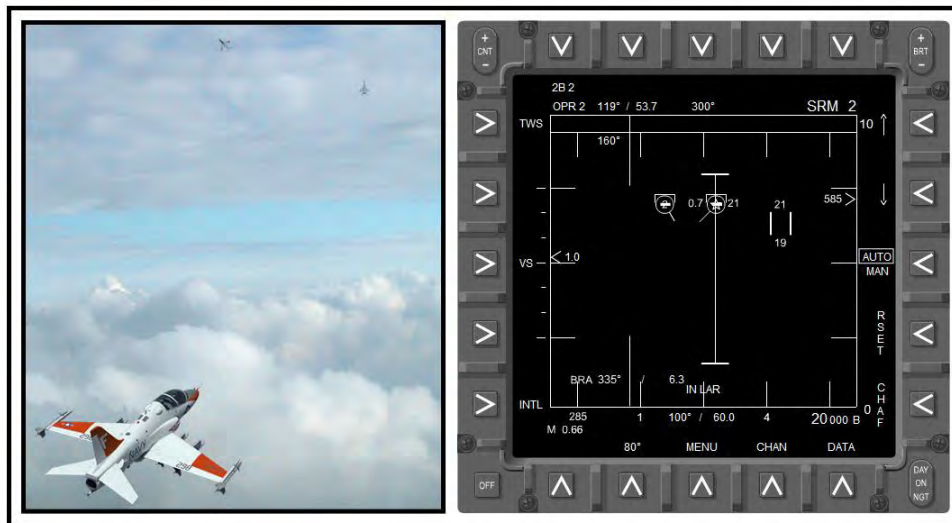 +
CNT
−
+
BRT
−
2B 2
OPR 2 119° / 53.7 300° SRM 2
TWS 10
160°
0.7 21 21 585
19
VS 1.0 AUTO
MAN
RSET
BRA 335° / 6.3
IN LAR
CHAF
INTL 0
285 1 100° / 60.0 4 20 000 B
M 0.66
80° MENU CHAN DATA
OFF
DAY
ON
NGT